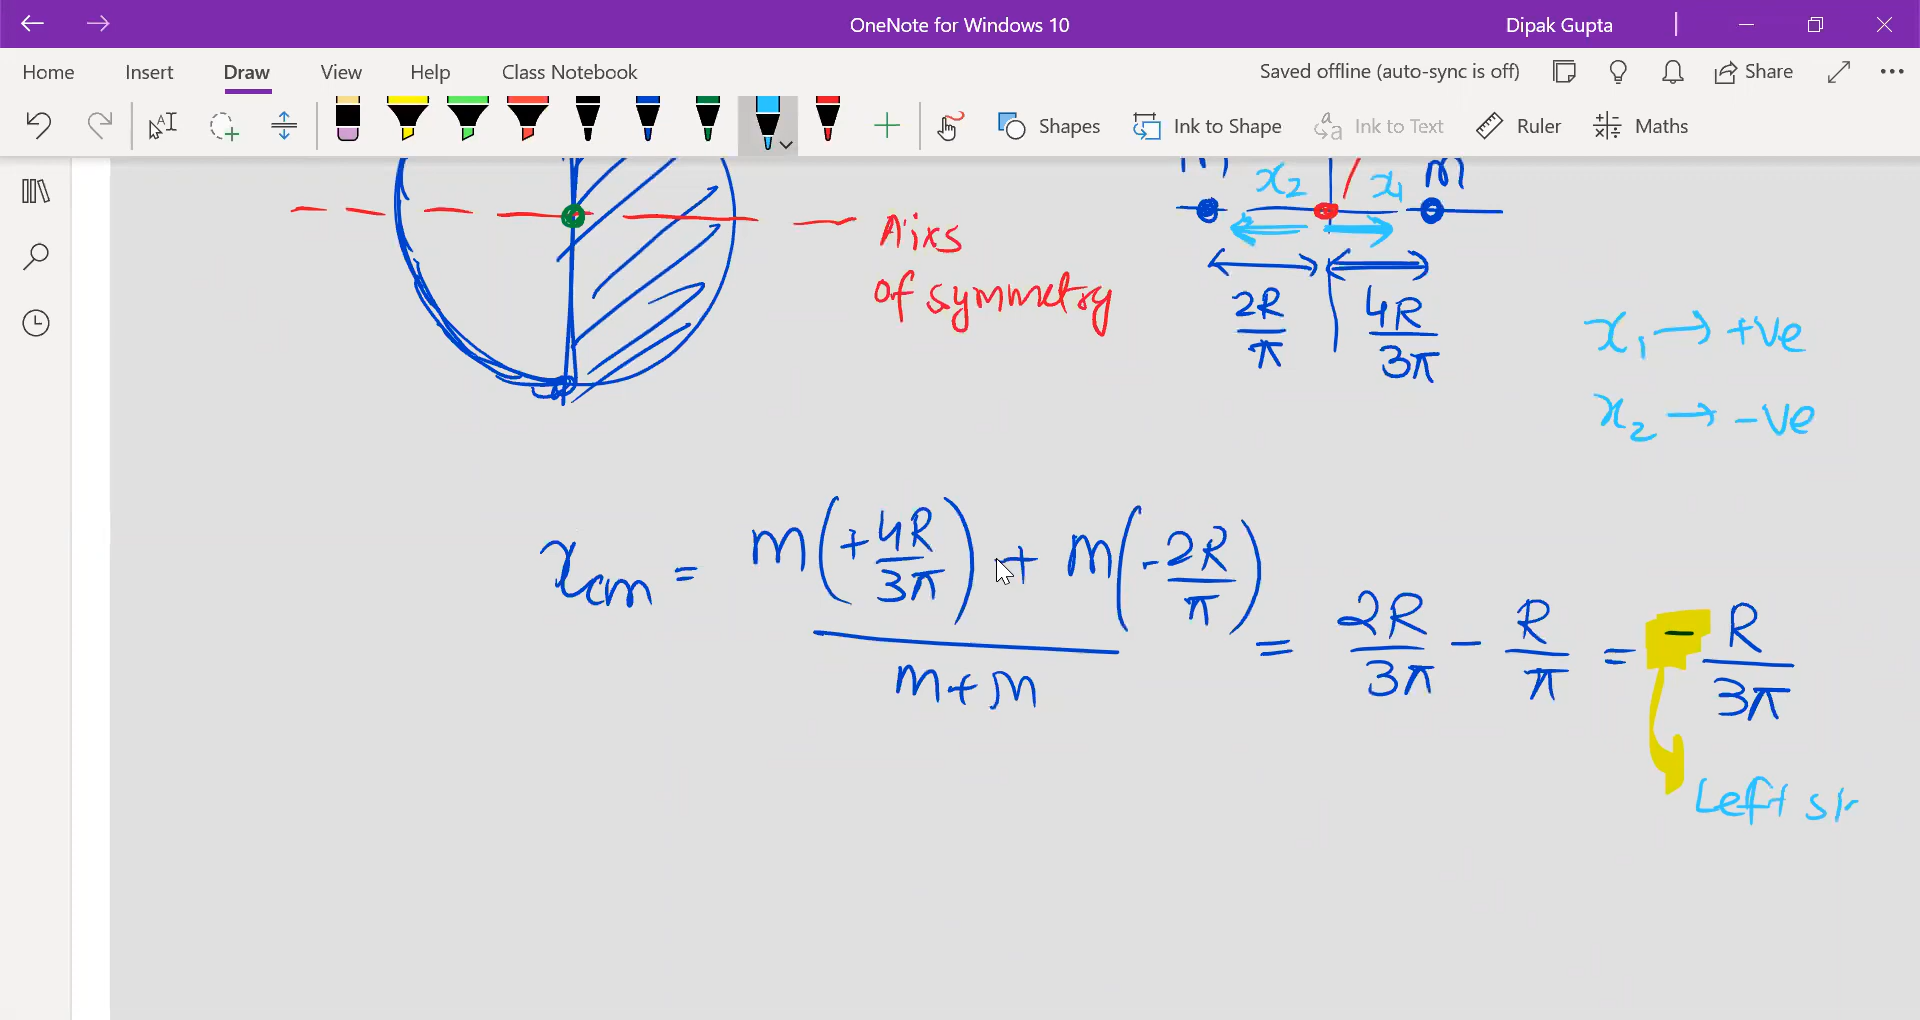 OneNote for Windows 10
Dipak Gupta
Home Insert Draw View Help Class Notebook
Saved offline (auto-sync is off) Share
Shapes Ink to Shape Ink to Text Ruler Maths
x2 x1 m
Aixs
of symmetry
2R/π 4R/3π
x₁ → +ve
x₂ → -ve
x_cm = (m(+4R/3π) + m(-2R/π))/(m+m) = 2R/3π - R/π = - R/3π
Left